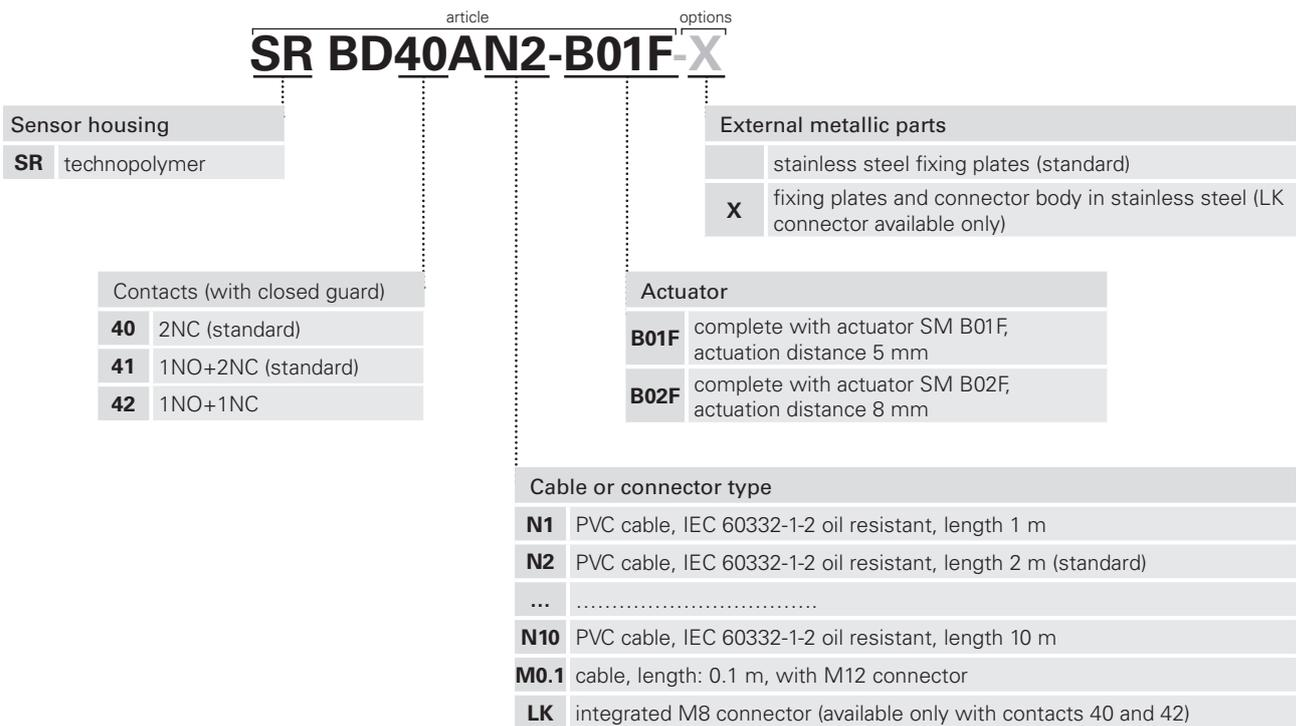 article options
SR BD40AN2-B01F-X
Sensor housing
SR technopolymer
External metallic parts
stainless steel fixing plates (standard)
X fixing plates and connector body in stainless steel (LK
connector available only)
Contacts (with closed guard)
40 2NC (standard)
41 1NO+2NC (standard)
42 1NO+1NC
Actuator
B01F complete with actuator SM B01F,
actuation distance 5 mm
B02F complete with actuator SM B02F,
actuation distance 8 mm
Cable or connector type
N1 PVC cable, IEC 60332-1-2 oil resistant, length 1 m
N2 PVC cable, IEC 60332-1-2 oil resistant, length 2 m (standard)
... ..................................
N10 PVC cable, IEC 60332-1-2 oil resistant, length 10 m
M0.1 cable, length: 0.1 m, with M12 connector
LK integrated M8 connector (available only with contacts 40 and 42)